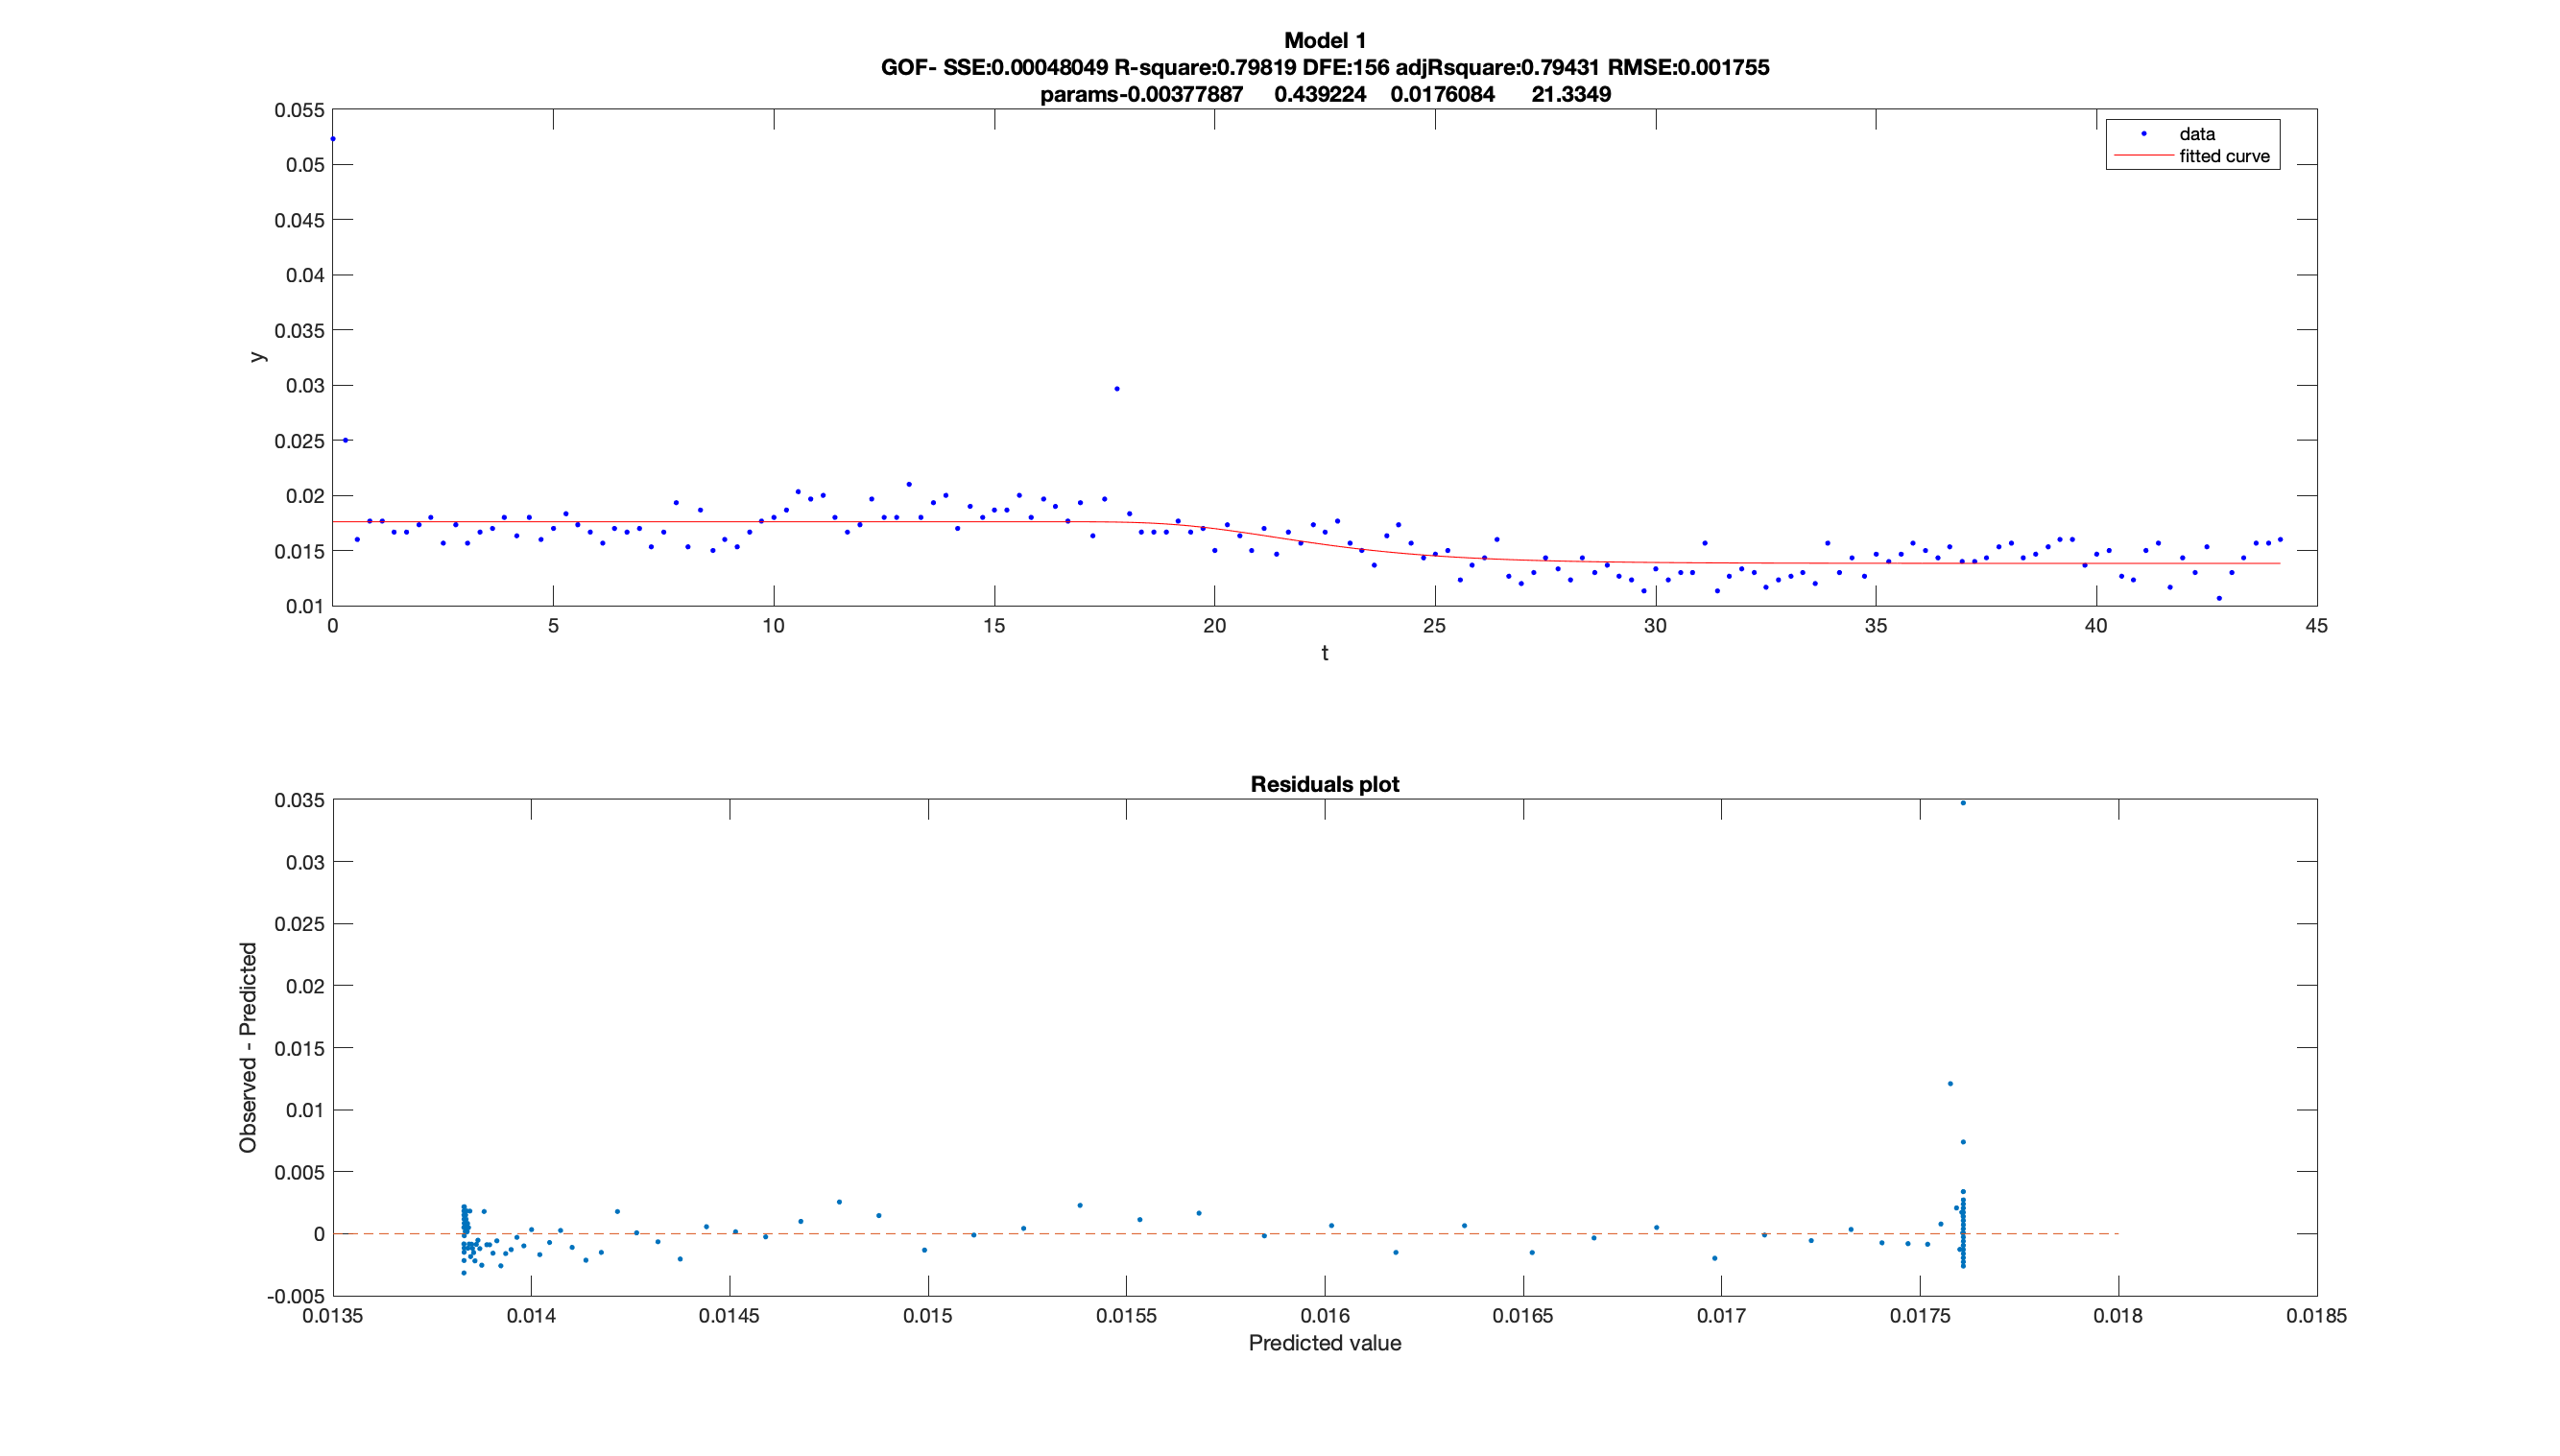 Model 1
GOF- SSE:0.00048049 R-square:0.79819 DFE:156 adjRsquare:0.79431 RMSE:0.001755
params-0.00377887 0.439224 0.0176084 21.3349
0.055
0.05
0.045
0.04
0.035
0.03
0.025
0.02
0.015
0.01
y
data
fitted curve
0 5 10 15 20 25 30 35 40 45
t
Residuals plot
0.035
0.03
0.025
0.02
0.015
0.01
0.005
0
-0.005
Observed - Predicted
0.0135 0.014 0.0145 0.015 0.0155 0.016 0.0165 0.017 0.0175 0.018 0.0185
Predicted value